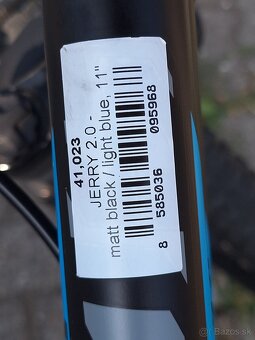 41,023
JERRY 2.0 -
matt black / light blue, 11"
8 585036 095968
Bazos.sk